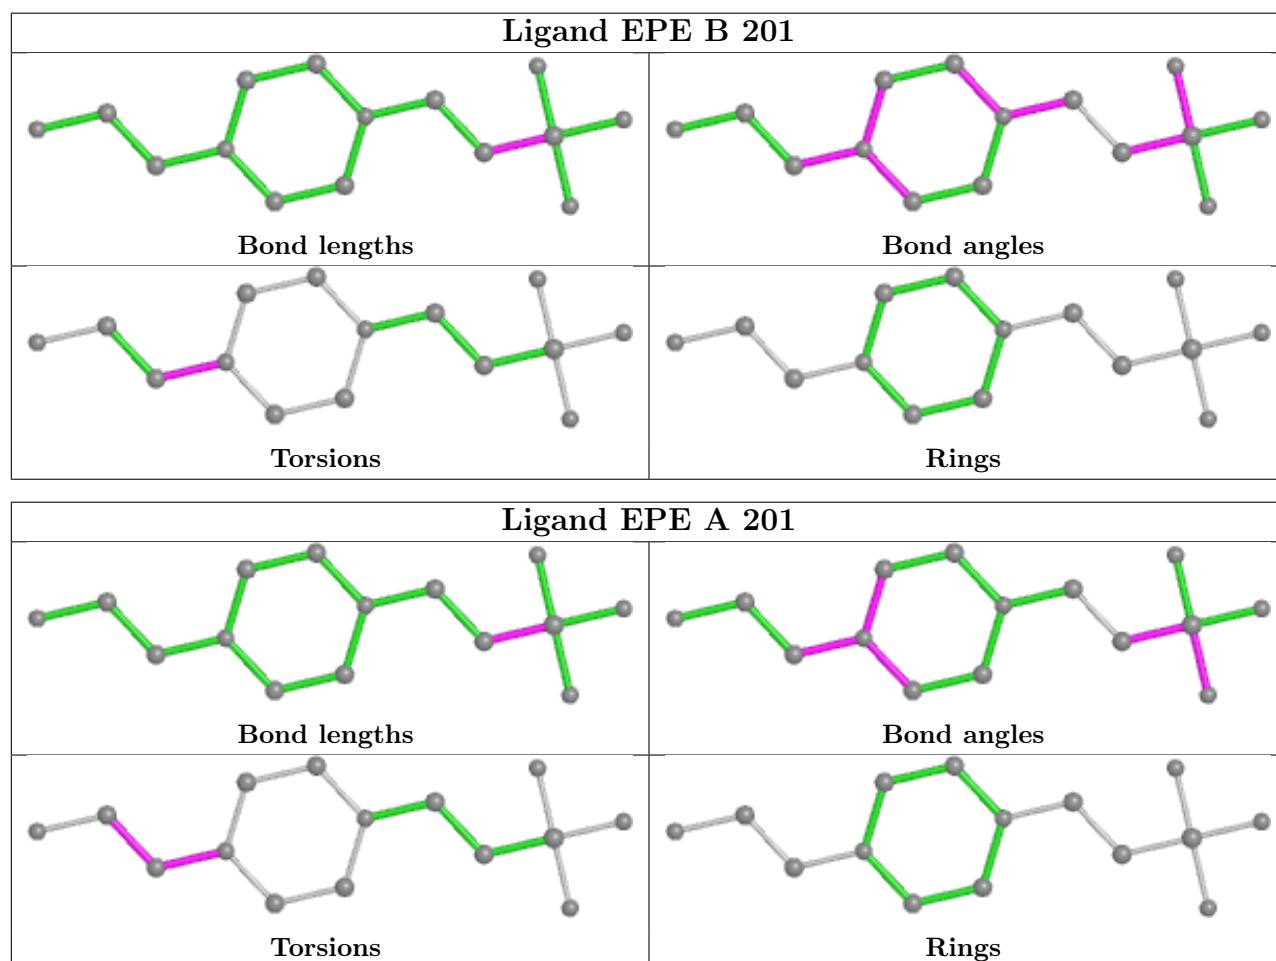 Ligand EPE B 201
Bond lengths
Bond angles
Torsions
Rings
Ligand EPE A 201
Bond lengths
Bond angles
Torsions
Rings